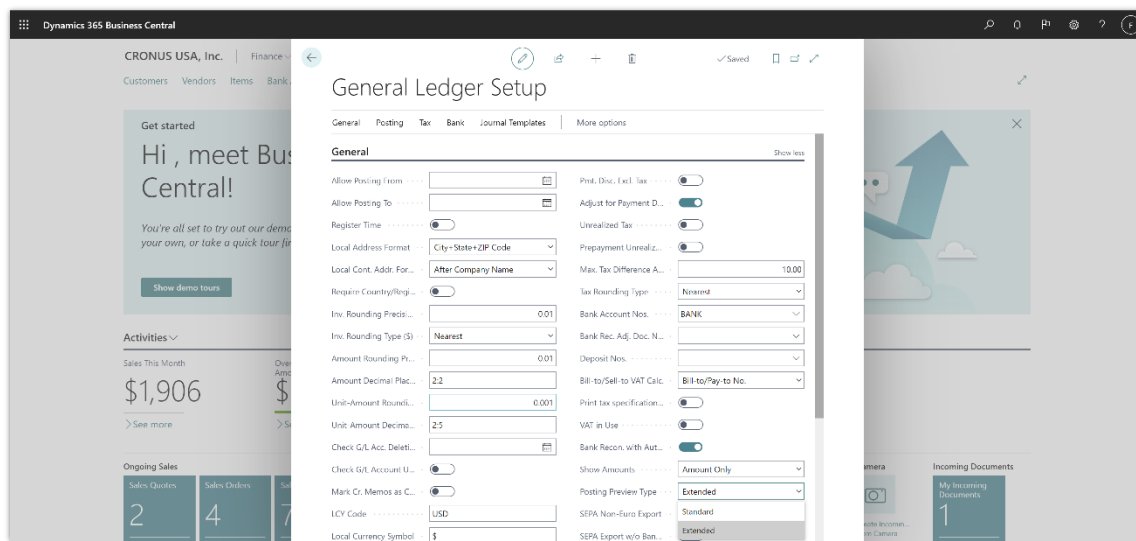 Dynamics 365 Business Central
CRONUS USA, Inc.
Finance
Customers
Vendors
Items
Bank
Get started
Hi , meet Bus
Central!
You're all set to try out our demo
your own, or take a quick tour fir
Show demo tours
Activities
Sales This Month
$1,906
See more
Ongoing Sales
Sales Quotes
2
Sales Orders
4
Saved
General Ledger Setup
General
Posting
Tax
Bank
Journal Templates
More options
General
Show less
Allow Posting From
Allow Posting To
Register Time
Local Address Format
City+State+ZIP Code
Local Cont. Addr. For...
After Company Name
Require Country/Regi...
Inv. Rounding Precisi...
0.01
Inv. Rounding Type ($)
Nearest
Amount Rounding Pr...
0.01
Amount Decimal Plac...
2:2
Unit-Amount Roundi...
0.001
Unit-Amount Decima...
2:5
Check G/L Acc. Deleti...
Check G/L Account U...
Mark Cr. Memos as C...
LCY Code
USD
Local Currency Symbol
$
Pmt. Disc. Excl. Tax
Adjust for Payment D...
Unrealized Tax
Prepayment Unrealiz...
Max. Tax Difference A...
10.00
Tax Rounding Type
Nearest
Bank Account Nos.
BANK
Bank Rec. Adj. Doc. N...
Deposit Nos.
Bill-to/Sell-to VAT Calc.
Bill-to/Pay-to No.
Print tax specification...
VAT in Use
Bank Recon. with Aut...
Show Amounts
Amount Only
Posting Preview Type
Extended
Standard
Extended
SEPA Non-Euro Export
SEPA Export w/o Ban...
Incoming Documents
My Incoming
Documents
1